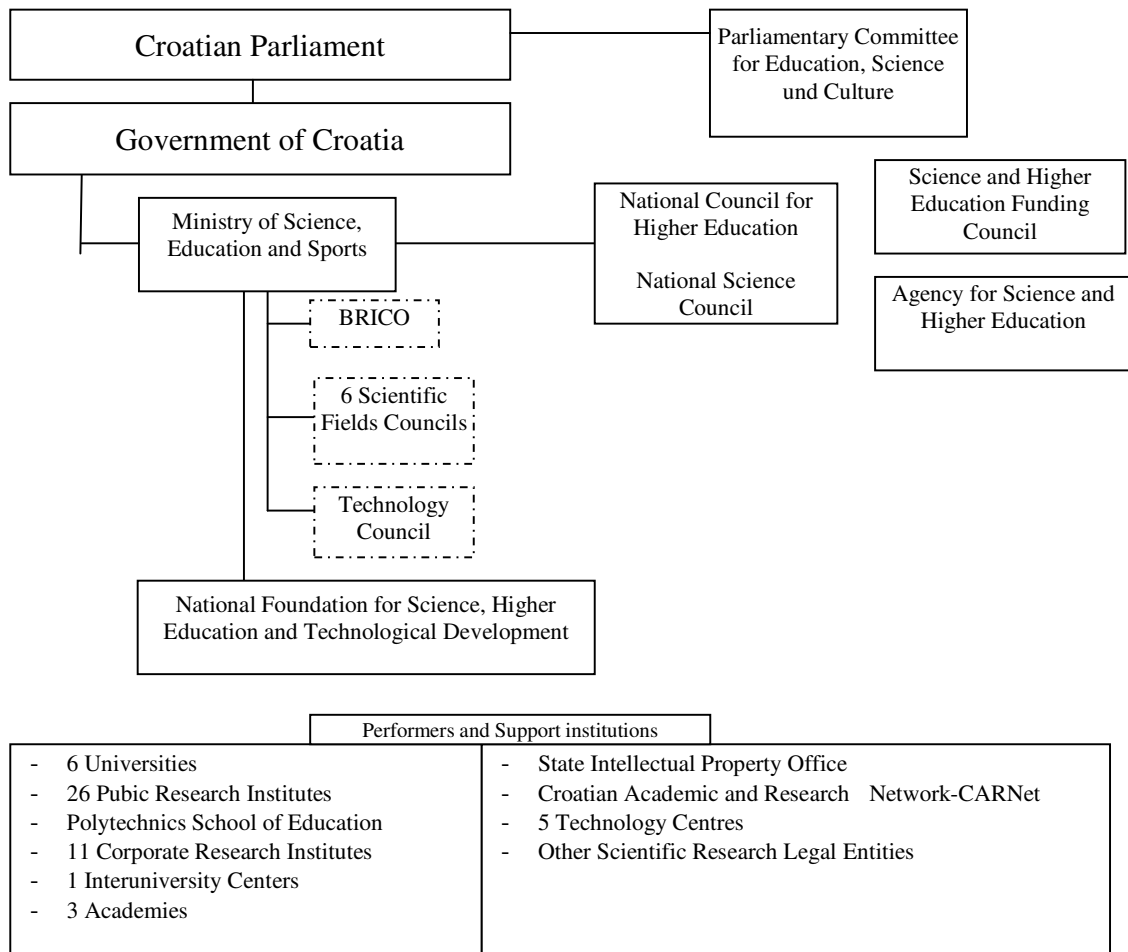 Croatian Parliament
Parliamentary Committee
for Education, Science
und Culture
Government of Croatia
Ministry of Science,
Education and Sports
National Council for
Higher Education
National Science
Council
Science and Higher
Education Funding
Council
Agency for Science and
Higher Education
BRICO
6 Scientific
Fields Councils
Technology
Council
National Foundation for Science, Higher
Education and Technological Development
Performers and Support institutions
- 6 Universities
- 26 Pubic Research Institutes
- Polytechnics School of Education
- 11 Corporate Research Institutes
- 1 Interuniversity Centers
- 3 Academies
- State Intellectual Property Office
- Croatian Academic and Research Network-CARNet
- 5 Technology Centres
- Other Scientific Research Legal Entities